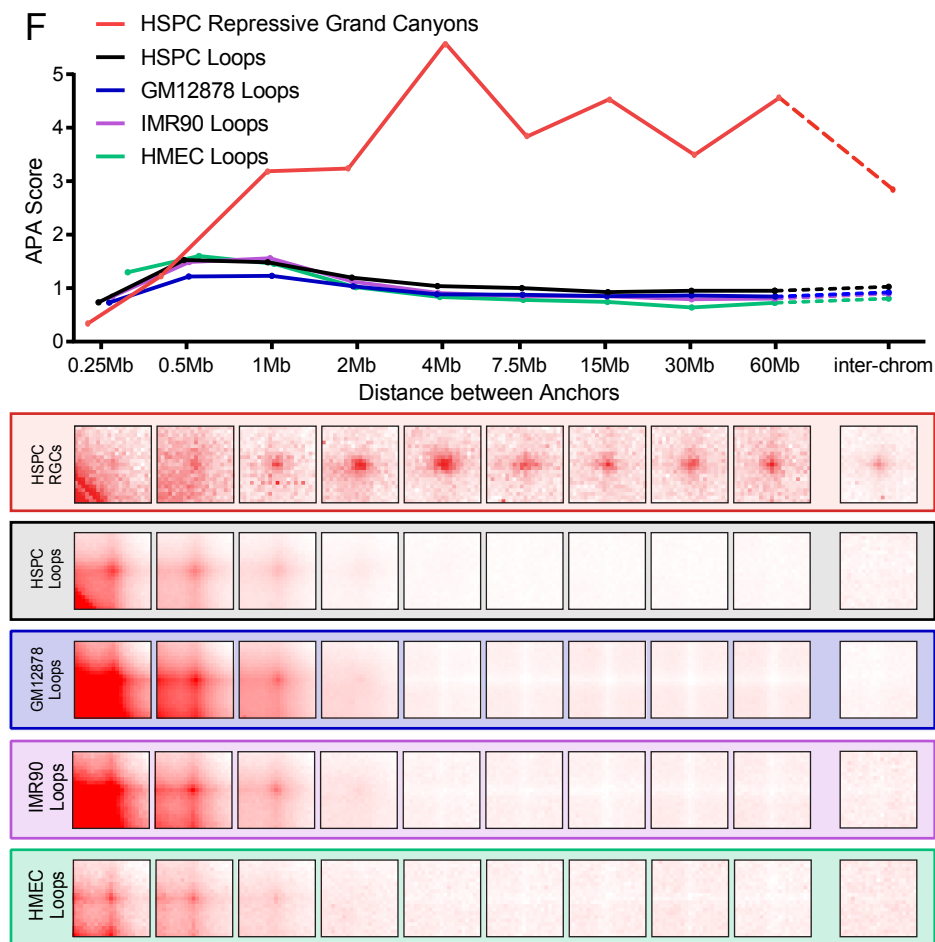 F
HSPC Repressive Grand Canyons
HSPC Loops
GM12878 Loops
IMR90 Loops
HMEC Loops
APA Score
5
4
3
2
1
0
0.25Mb 0.5Mb 1Mb 2Mb 4Mb 7.5Mb 15Mb 30Mb 60Mb inter-chrom
Distance between Anchors
HSPC
RGCs
HSPC
Loops
GM12878
Loops
IMR90
Loops
HMEC
Loops